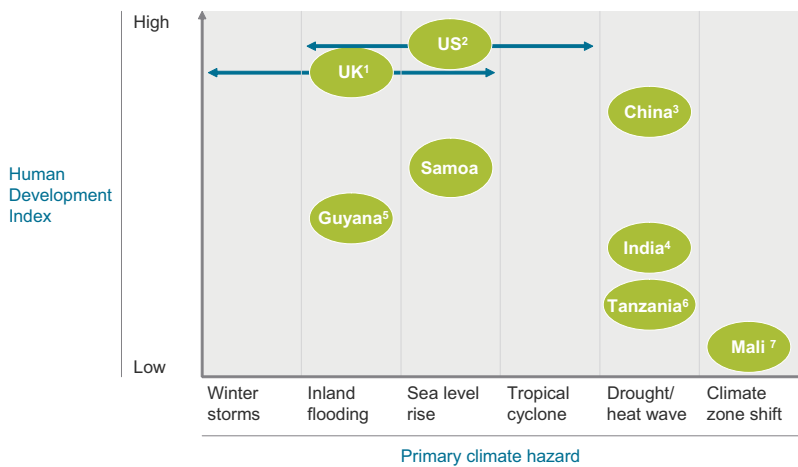 High
US²
UK¹
China³
Human
Development
Index
Samoa
Guyana⁵
India⁴
Tanzania⁶
Mali ⁷
Low
Winter
storms
Inland
flooding
Sea level
rise
Tropical
cyclone
Drought/
heat wave
Climate
zone shift
Primary climate hazard